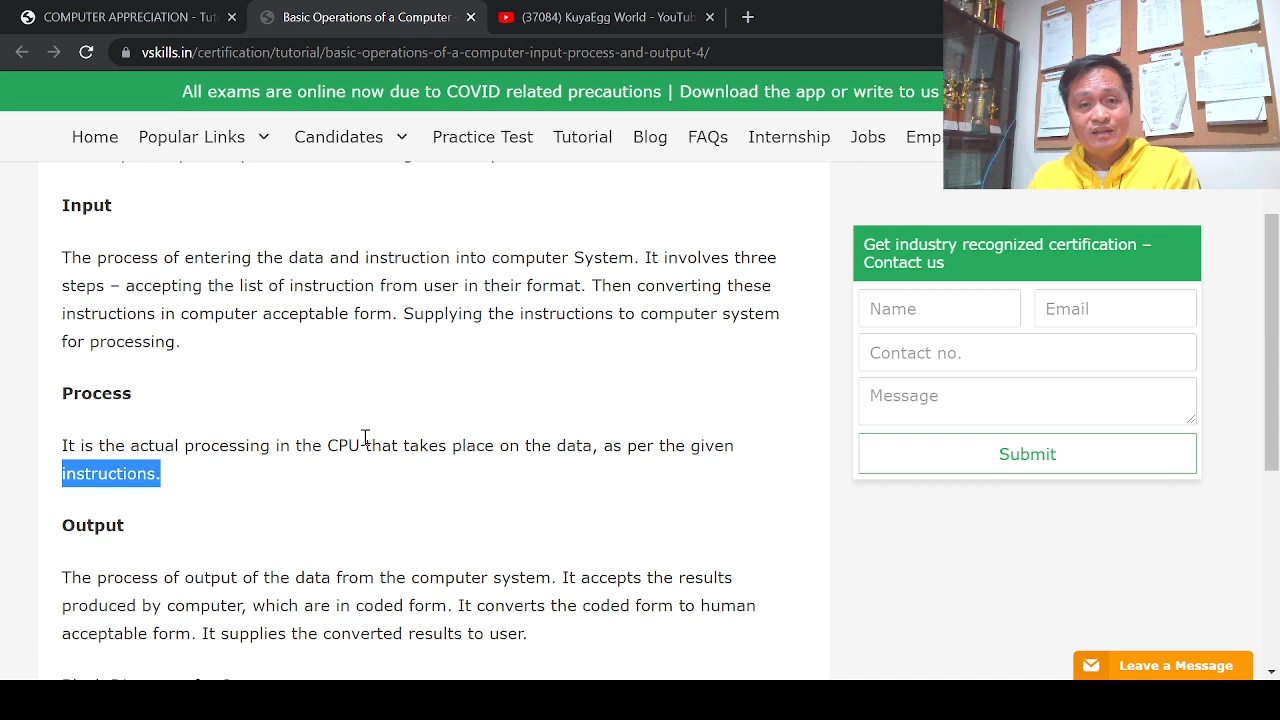 COMPUTER APPRECIATION - Tut
Basic Operations of a Computer -
(37084) KuyaEgg World - YouTub
vskills.in/certification/tutorial/basic-operations-of-a-computer-input-process-and-output-4/
All exams are online now due to COVID related precautions | Download the app or write to us
Home Popular Links Candidates Practice Test Tutorial Blog FAQs Internship Jobs Emp
Input
The process of entering the data and instruction into computer System. It involves three
steps – accepting the list of instruction from user in their format. Then converting these
instructions in computer acceptable form. Supplying the instructions to computer system
for processing.
Process
It is the actual processing in the CPU that takes place on the data, as per the given
instructions.
Output
The process of output of the data from the computer system. It accepts the results
produced by computer, which are in coded form. It converts the coded form to human
acceptable form. It supplies the converted results to user.
Get industry recognized certification –
Contact us
Name Email
Contact no.
Message
Submit
Leave a Message